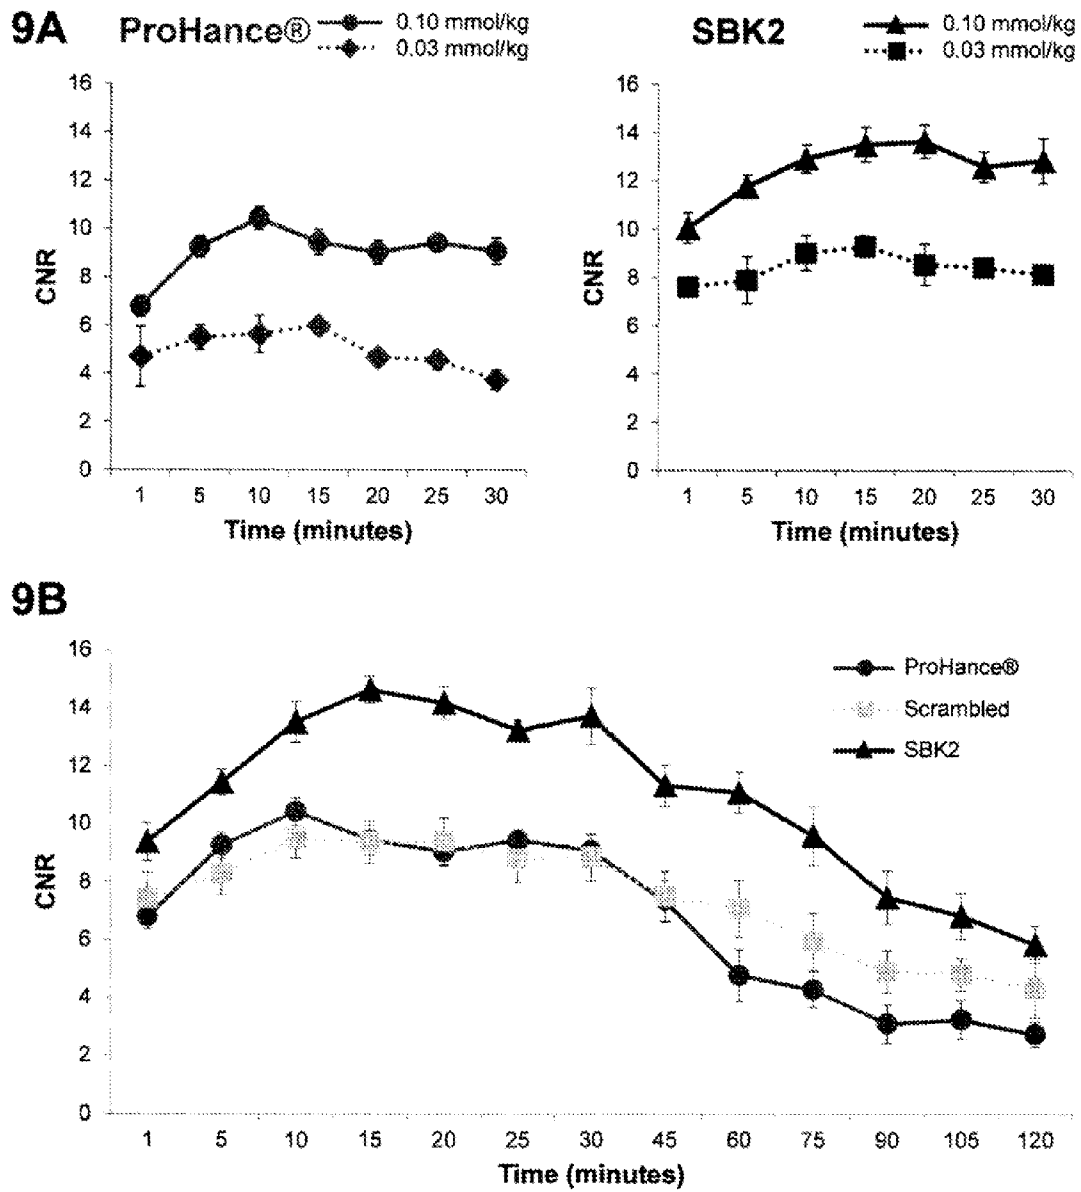 9A ProHance® 0.10 mmol/kg
0.03 mmol/kg
SBK2 0.10 mmol/kg
0.03 mmol/kg
16
14
12
10
8
6
4
2
0
CNR
1 5 10 15 20 25 30
Time (minutes)
16
14
12
10
8
6
4
2
0
CNR
1 5 10 15 20 25 30
Time (minutes)
9B
16
14
12
10
8
6
4
2
0
CNR
ProHance®
Scrambled
SBK2
1 5 10 15 20 25 30 45 60 75 90 105 120
Time (minutes)